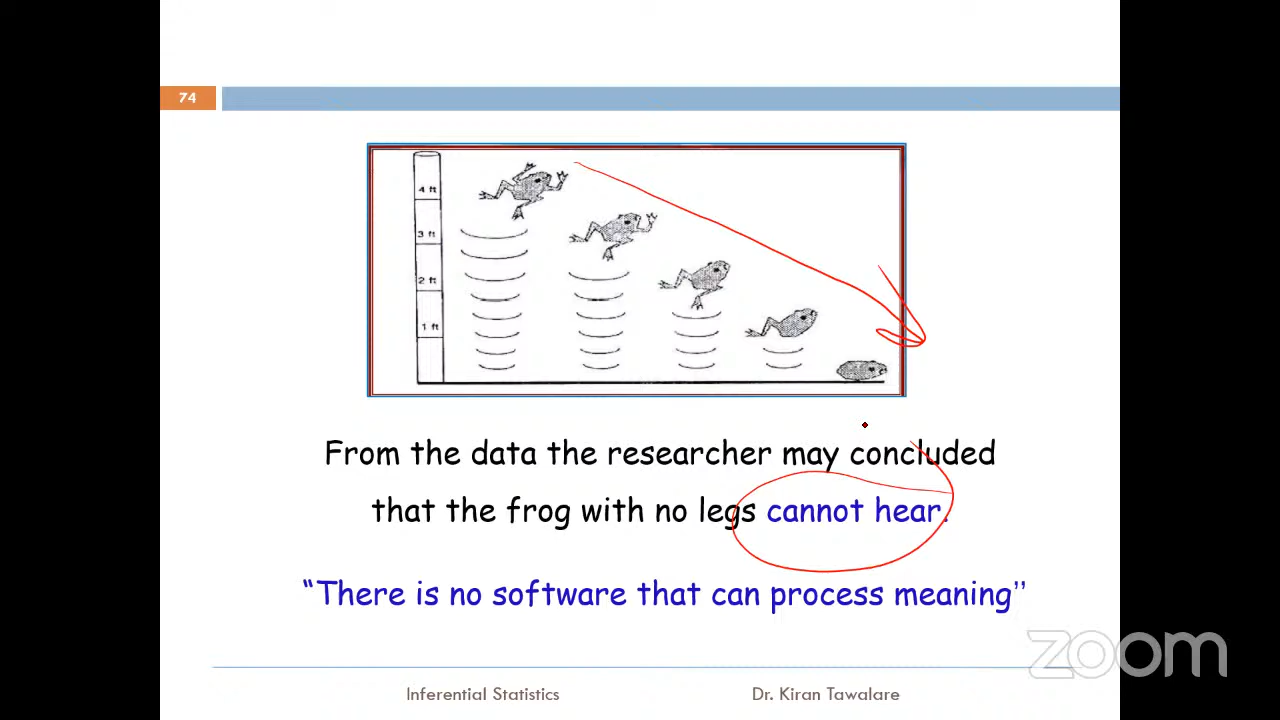 74
4 ft
3 ft
2 ft
1 ft
From the data the researcher may concluded
that the frog with no legs cannot hear.
“There is no software that can process meaning”
zoom
Inferential Statistics
Dr. Kiran Tawalare